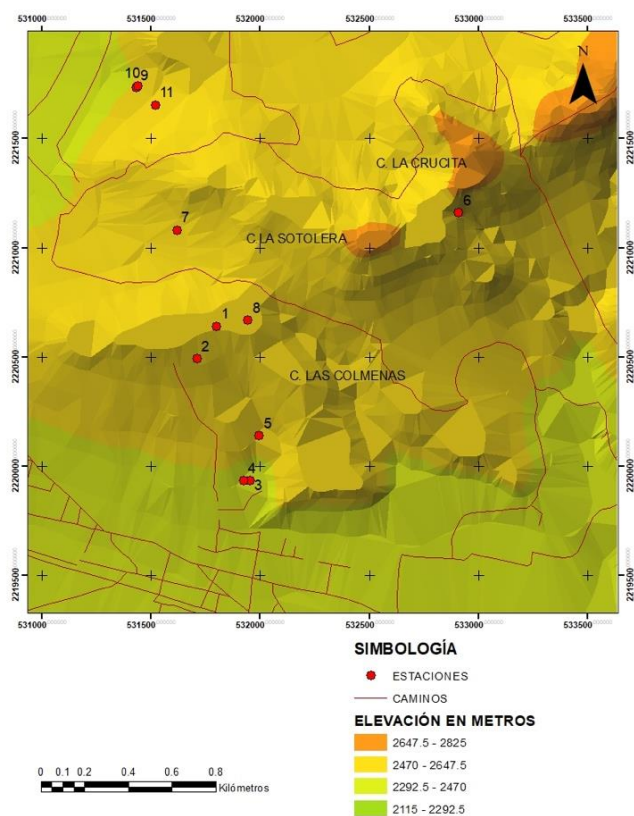 531000 531500 532000 532500 533000 533500
N
10 9
11
2221500
2221500
C. LA CRUCITA
6
7
C LA SOTOLERA
2221000
2221000
8
1
2
2220500
2220500
C. LAS COLMENAS
5
2220000
2220000
4
3
2219500
2219500
531000 531500 532000 532500 533000 533500
SIMBOLOGÍA
ESTACIONES
CAMINOS
ELEVACIÓN EN METROS
2647.5 - 2825
2470 - 2647.5
2292.5 - 2470
2115 - 2292.5
0 0.1 0.2 0.4 0.6 0.8
Kilómetros